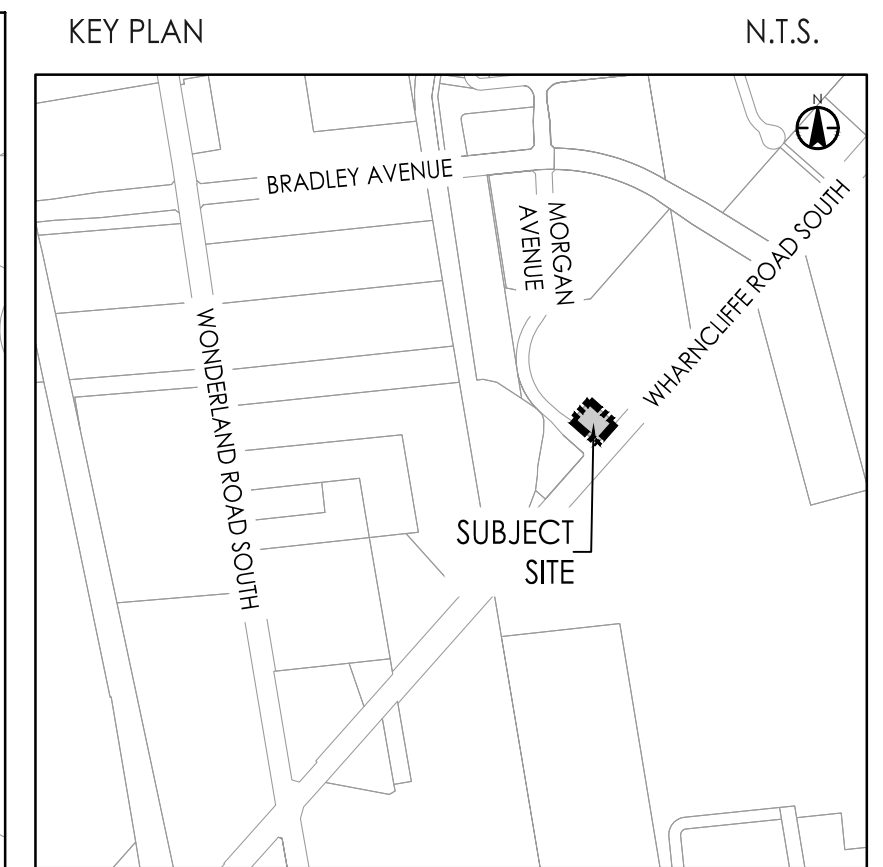 KEY PLAN
N.T.S.
N
BRADLEY AVENUE
MORGAN
AVENUE
WHARNCLIFFE ROAD SOUTH
WONDERLAND ROAD SOUTH
SUBJECT
SITE